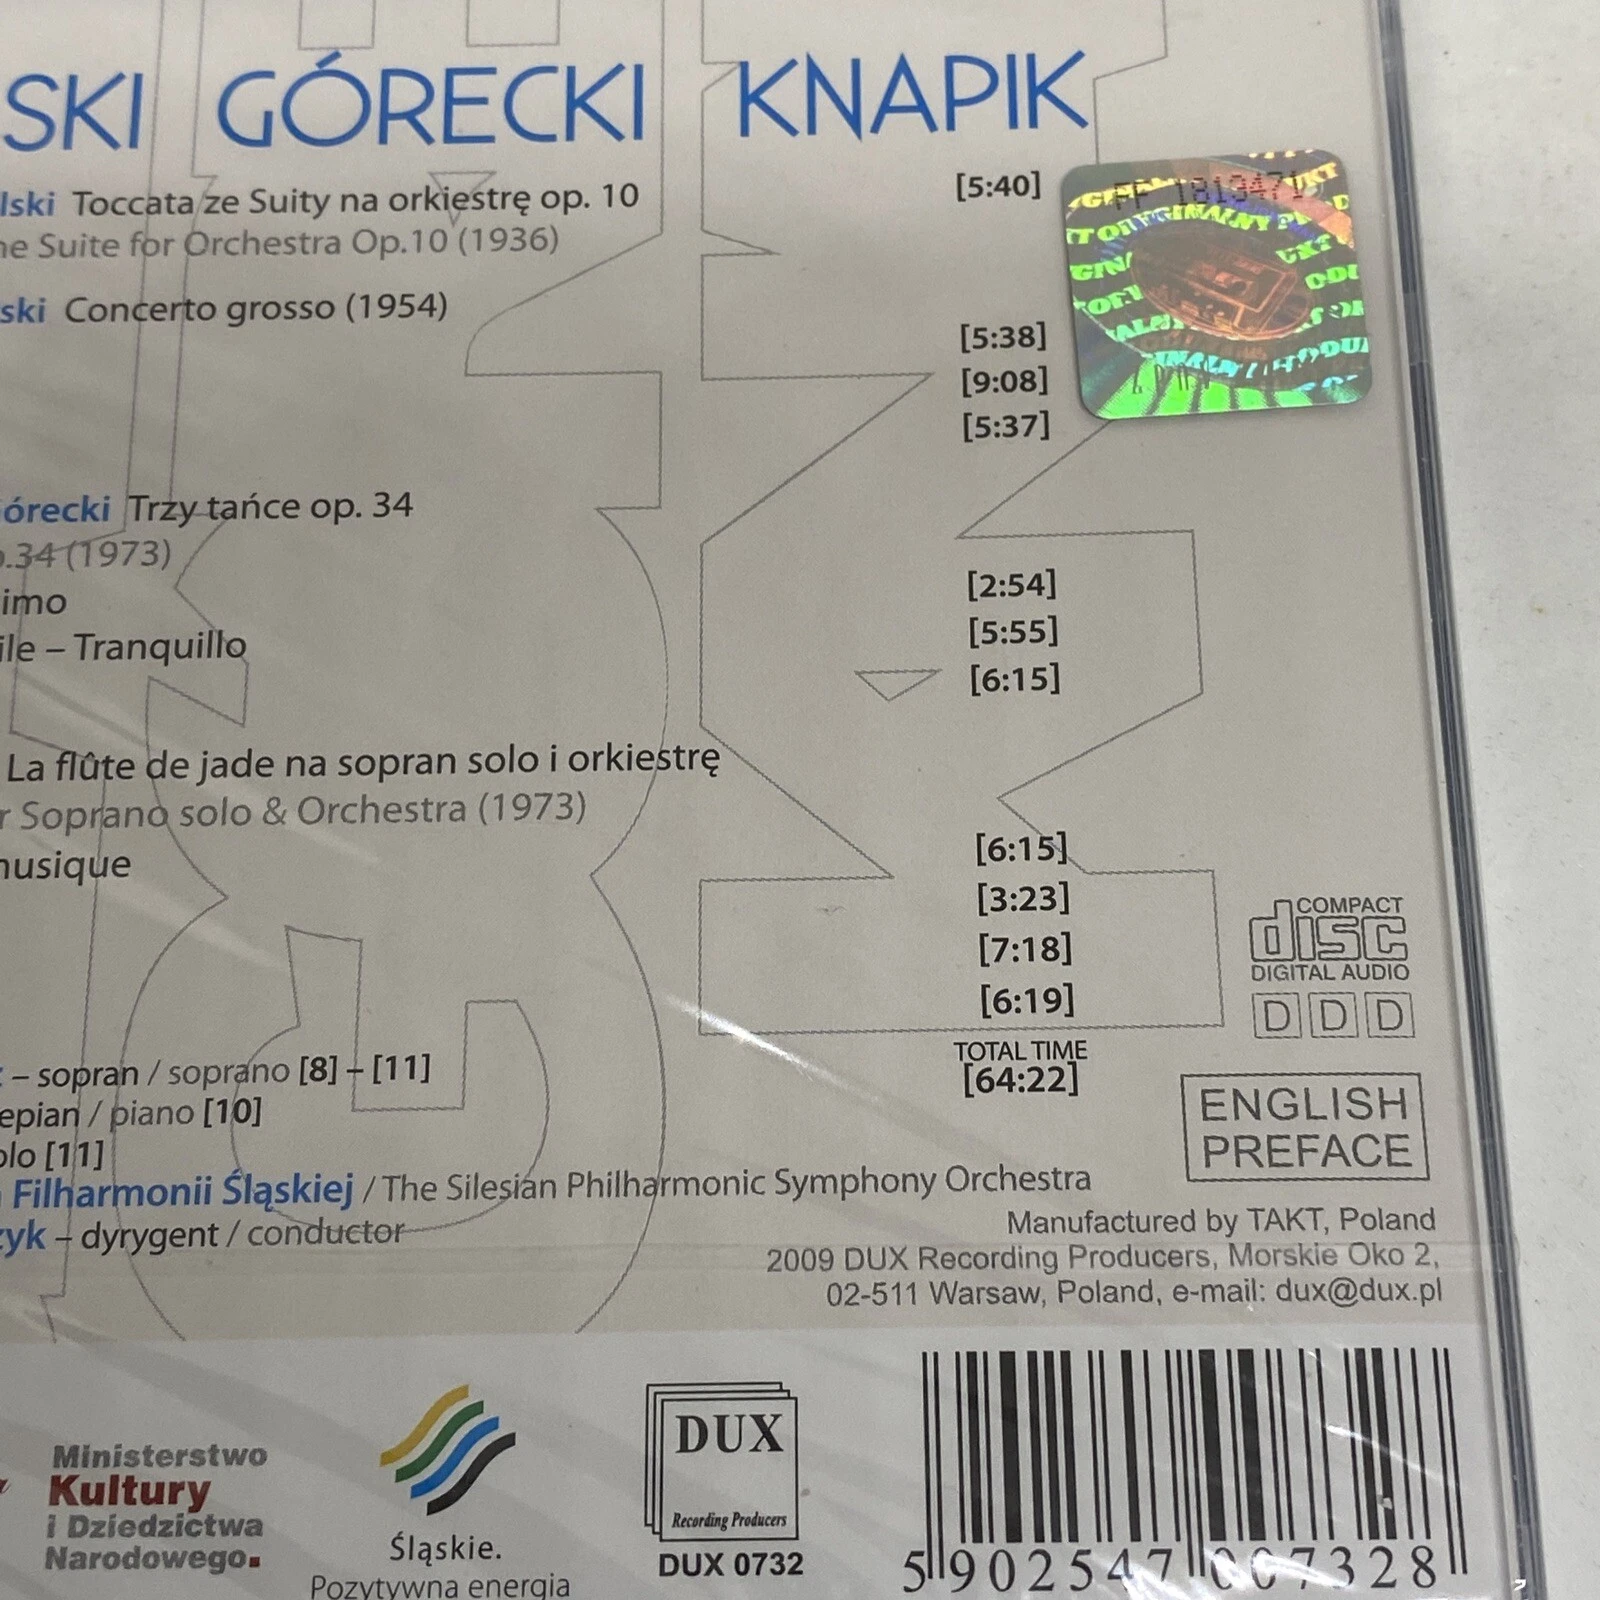 SKI GÓRECKI KNAPIK
lski Toccata ze Suity na orkiestrę op. 10 [5:40]
ne Suite for Orchestra Op.10 (1936)
ski Concerto grosso (1954)
[5:38]
[9:08]
[5:37]
órecki Trzy tańce op. 34
.34 (1973)
imo [2:54]
ile – Tranquillo [5:55]
[6:15]
La flûte de jade na sopran solo i orkiestrę
r Soprano solo & Orchestra (1973)
musique [6:15]
[3:23]
[7:18]
[6:19]
TOTAL TIME
[64:22]
– sopran / soprano [8] – [11]
epian / piano [10]
olo [11]
Filharmonii Śląskiej / The Silesian Philharmonic Symphony Orchestra
zyk – dyrygent / conductor
COMPACT
disc
DIGITAL AUDIO
D D D
ENGLISH
PREFACE
Manufactured by TAKT, Poland
2009 DUX Recording Producers, Morskie Oko 2,
02-511 Warsaw, Poland, e-mail: dux@dux.pl
Ministerstwo
Kultury
i Dziedzictwa
Narodowego.
Śląskie.
Pozytywna energia
DUX
Recording Producers
DUX 0732
5 902547 007328